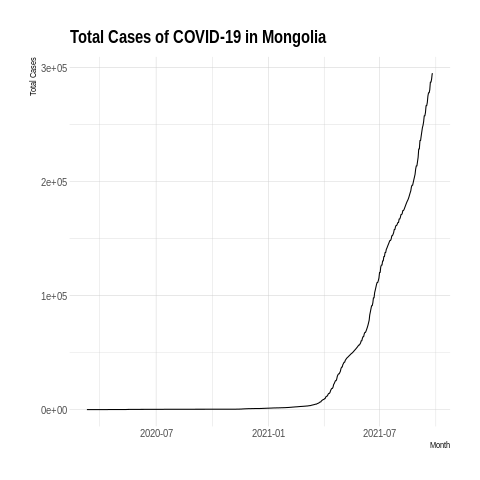 Total Cases of COVID-19 in Mongolia
Total Cases
3e+05
2e+05
1e+05
0e+00
2020-07 2021-01 2021-07
Month